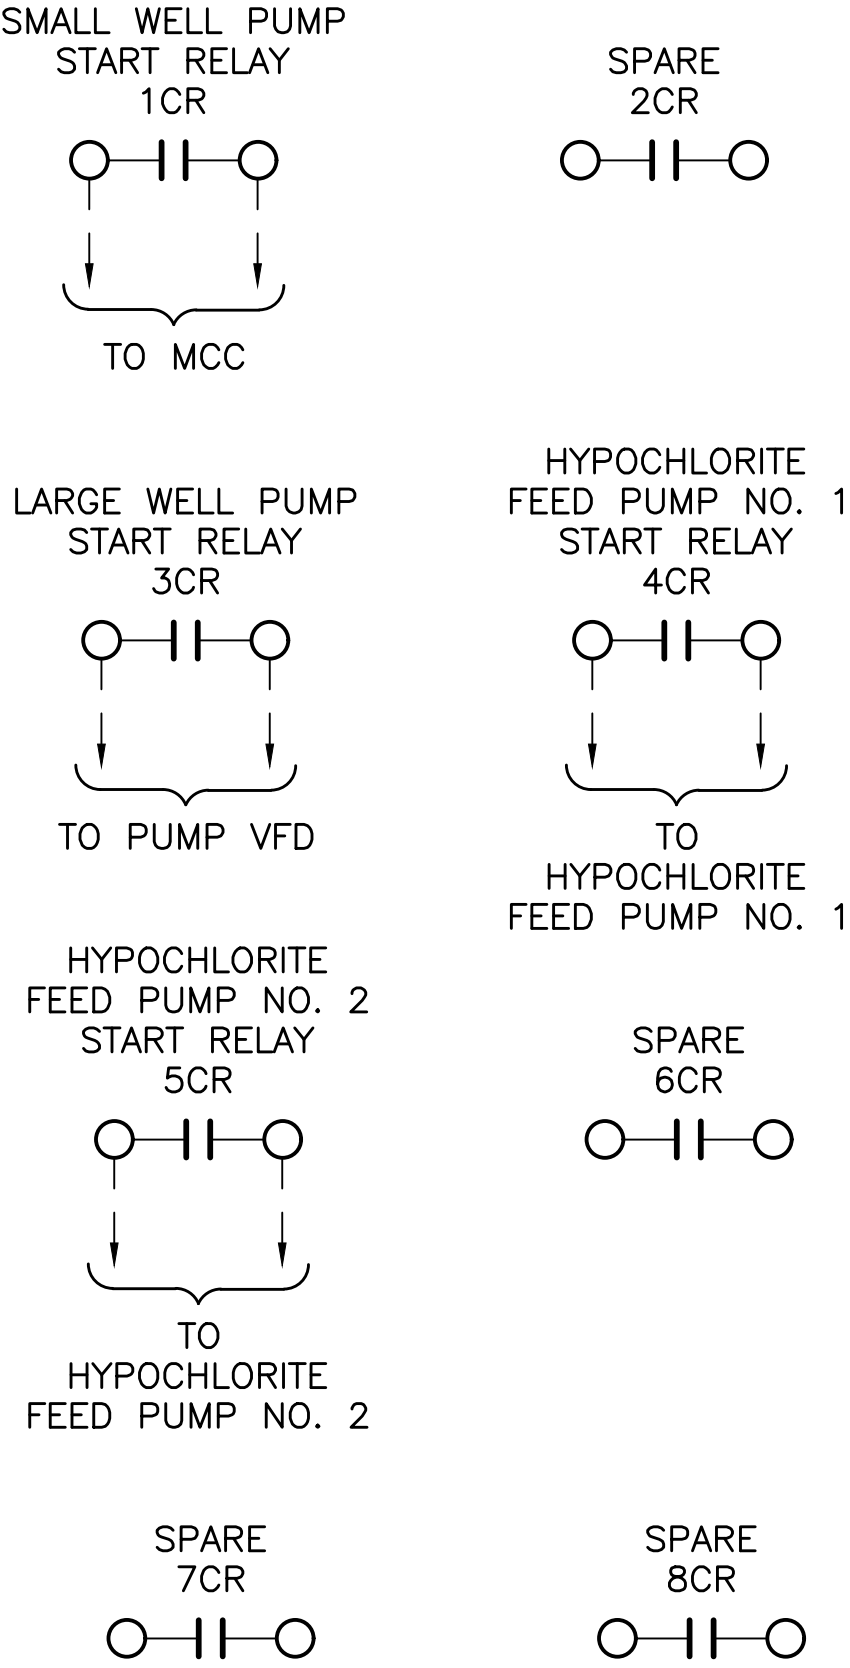 SMALL WELL PUMP
START RELAY
1CR
SPARE
2CR
TO MCC
LARGE WELL PUMP
START RELAY
3CR
HYPOCHLORITE
FEED PUMP NO. 1
START RELAY
4CR
TO PUMP VFD
TO
HYPOCHLORITE
FEED PUMP NO. 1
HYPOCHLORITE
FEED PUMP NO. 2
START RELAY
5CR
SPARE
6CR
TO
HYPOCHLORITE
FEED PUMP NO. 2
SPARE
7CR
SPARE
8CR